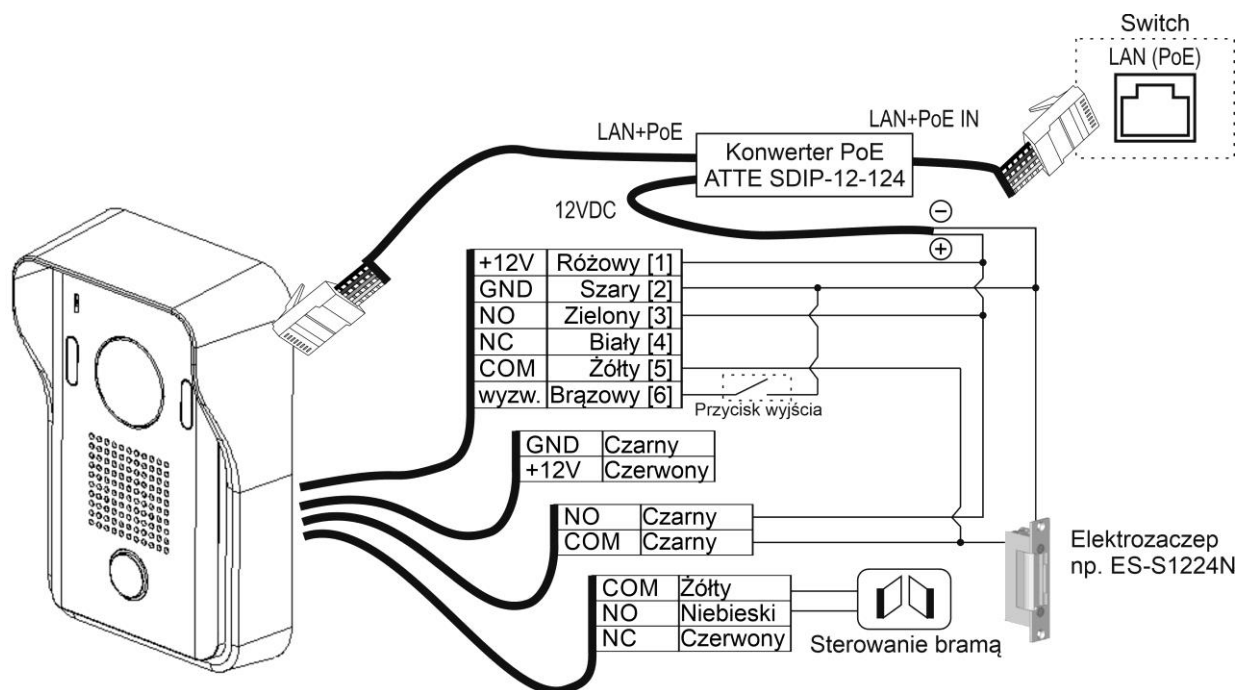 Switch
LAN (PoE)
LAN+PoE
LAN+PoE IN
Konwerter PoE
ATTE SDIP-12-124
12VDC
−
+
+12V Różowy [1]
GND Szary [2]
NO Zielony [3]
NC Biały [4]
COM Żółty [5]
wyzw. Brązowy [6]
Przycisk wyjścia
GND Czarny
+12V Czerwony
NO Czarny
COM Czarny
Elektrozaczep
np. ES-S1224N
COM Żółty
NO Niebieski
NC Czerwony
Sterowanie bramą